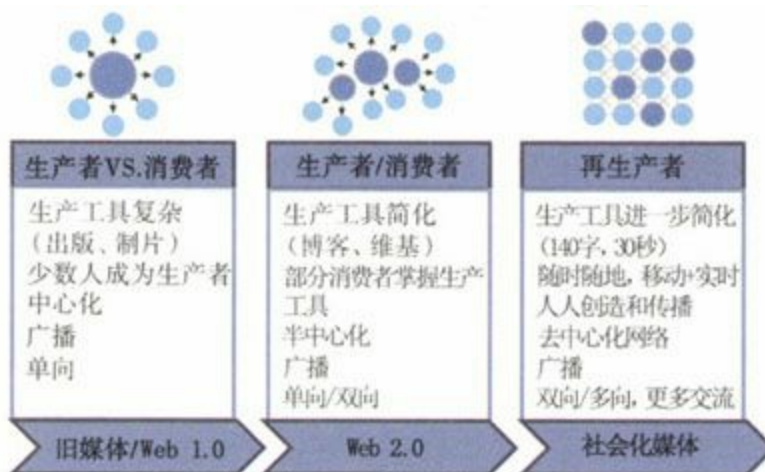 生产者VS.消费者
生产工具复杂
（出版、制片）
少数人成为生产者
中心化
广播
单向
旧媒体/Web 1.0
生产者/消费者
生产工具简化
（博客、维基）
部分消费者掌握生产
工具
半中心化
广播
单向/双向
Web 2.0
再生产者
生产工具进一步简化
(140字, 30秒)
随时随地, 移动+实时
人人创造和传播
去中心化网络
广播
双向/多向, 更多交流
社会化媒体